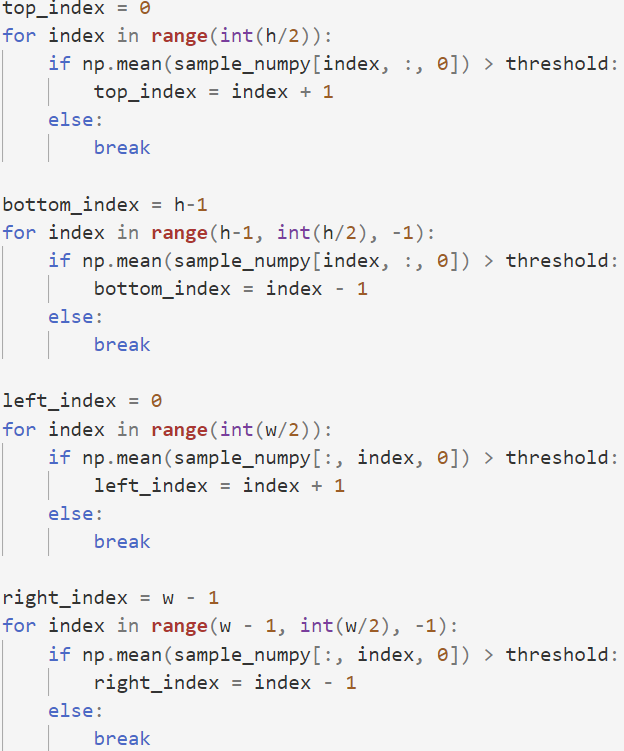 top_index = 0
for index in range(int(h/2)):
    if np.mean(sample_numpy[index, :, 0]) > threshold:
        top_index = index + 1
    else:
        break

bottom_index = h-1
for index in range(h-1, int(h/2), -1):
    if np.mean(sample_numpy[index, :, 0]) > threshold:
        bottom_index = index - 1
    else:
        break

left_index = 0
for index in range(int(w/2)):
    if np.mean(sample_numpy[:, index, 0]) > threshold:
        left_index = index + 1
    else:
        break

right_index = w - 1
for index in range(w - 1, int(w/2), -1):
    if np.mean(sample_numpy[:, index, 0]) > threshold:
        right_index = index - 1
    else:
        break